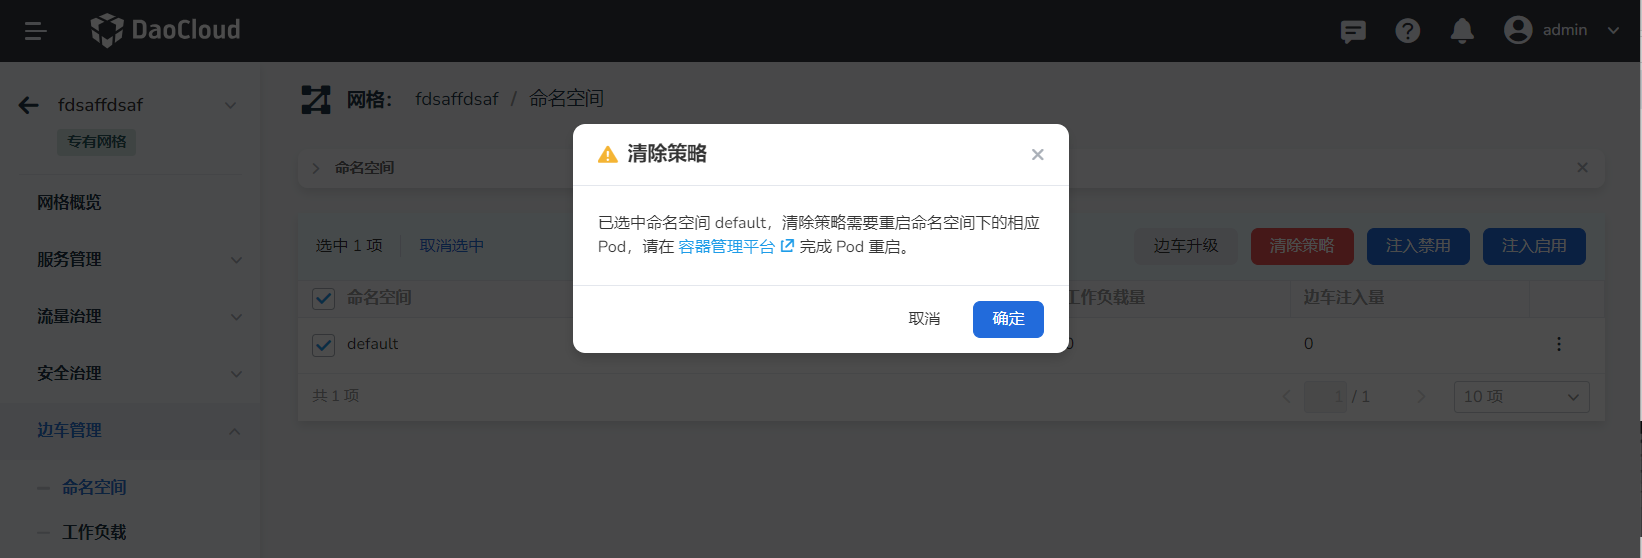 DaoCloud
admin
fdsaffdsaf
专有网格
网格概览
服务管理
流量治理
安全治理
边车管理
命名空间
工作负载
网格： fdsaffdsaf / 命名空间
命名空间
选中 1 项 取消选中
边车升级 清除策略 注入禁用 注入启用
命名空间 工作负载量 边车注入量
default 0 0
共 1 项
1 / 1 10 项
清除策略
已选中命名空间 default，清除策略需要重启命名空间下的相应
Pod，请在 容器管理平台 完成 Pod 重启。
取消 确定